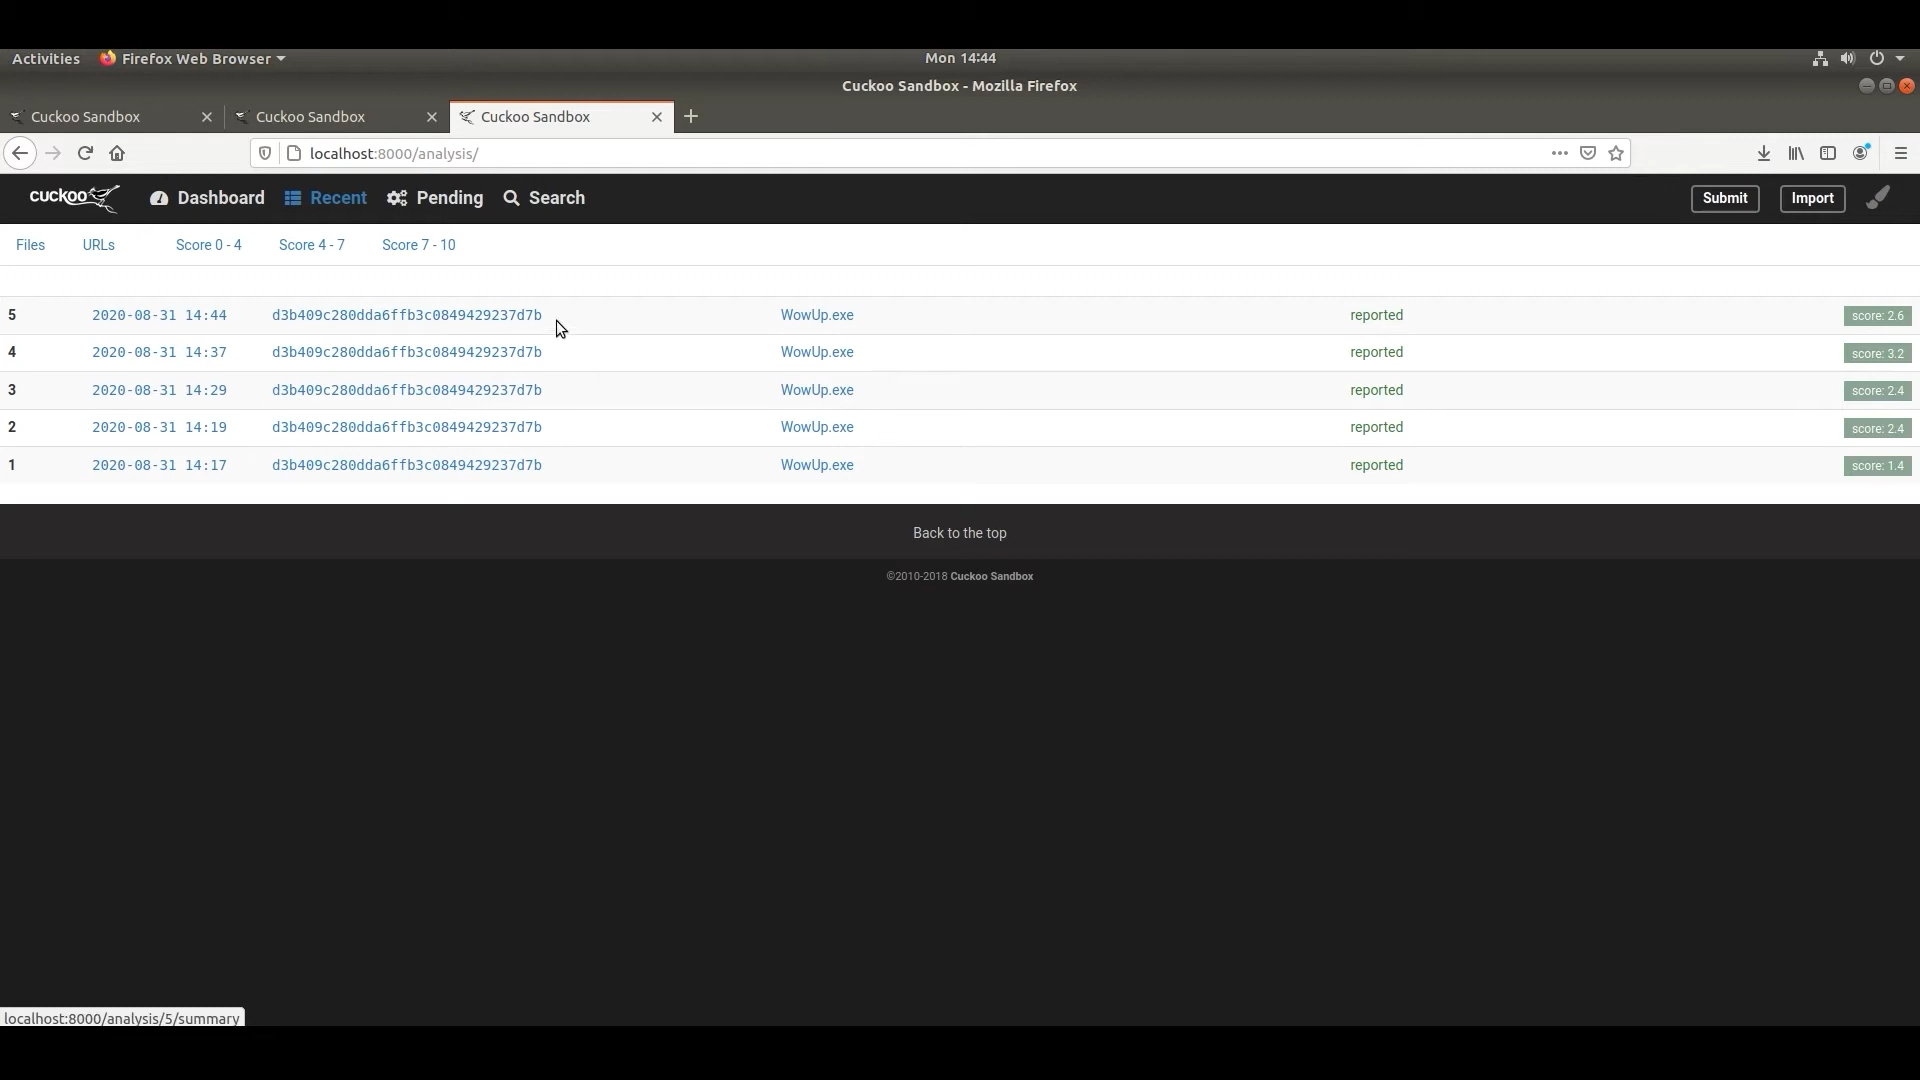 Activities Firefox Web Browser Mon 14:44
Cuckoo Sandbox - Mozilla Firefox
Cuckoo Sandbox Cuckoo Sandbox Cuckoo Sandbox
localhost:8000/analysis/
cuckoo Dashboard Recent Pending Search Submit Import
Files URLs Score 0 - 4 Score 4 - 7 Score 7 - 10
5 2020-08-31 14:44 d3b409c280dda6ffb3c0849429237d7b WowUp.exe reported score: 2.6
4 2020-08-31 14:37 d3b409c280dda6ffb3c0849429237d7b WowUp.exe reported score: 3.2
3 2020-08-31 14:29 d3b409c280dda6ffb3c0849429237d7b WowUp.exe reported score: 2.4
2 2020-08-31 14:19 d3b409c280dda6ffb3c0849429237d7b WowUp.exe reported score: 2.4
1 2020-08-31 14:17 d3b409c280dda6ffb3c0849429237d7b WowUp.exe reported score: 1.4
Back to the top
©2010-2018 Cuckoo Sandbox
localhost:8000/analysis/5/summary